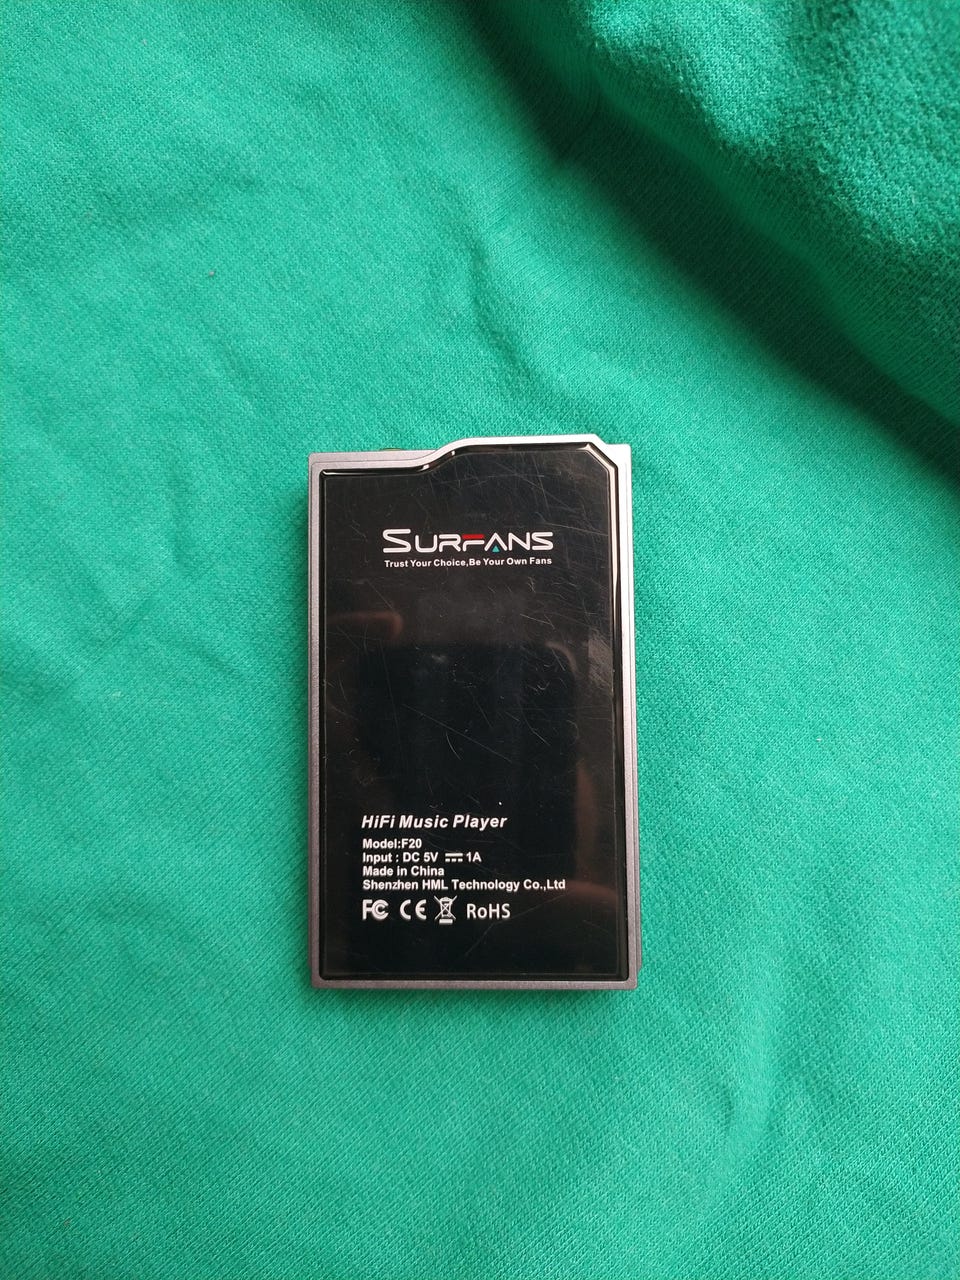 SURFANS
Trust Your Choice,Be Your Own Fans
HiFi Music Player
Model:F20
Input : DC 5V ⎓ 1A
Made in China
Shenzhen HML Technology Co.,Ltd
FC CE RoHS